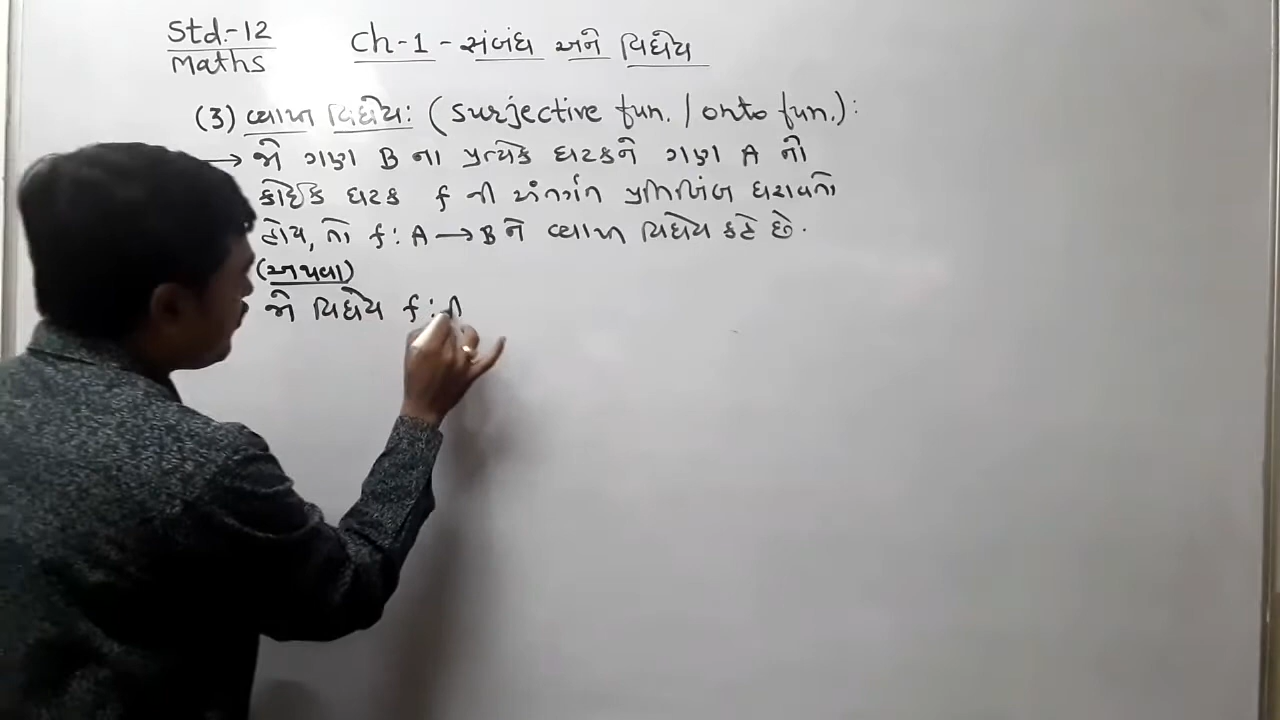 Std.-12
Maths
Ch-1 - સંબંધ અને વિધેય
(3) વ્યાપ્ત વિધેય: (surjective fun. / onto fun.):
→ જો ગણ B ના પ્રત્યેક ઘટકને ગણ A નો
કોઈક ઘટક f ની અંતર્ગત પ્રતિબિંબ ધરાવતો
હોય, તો f: A → B ને વ્યાપ્ત વિધેય કહે છે.
(અથવા)
જો વિધેય f :